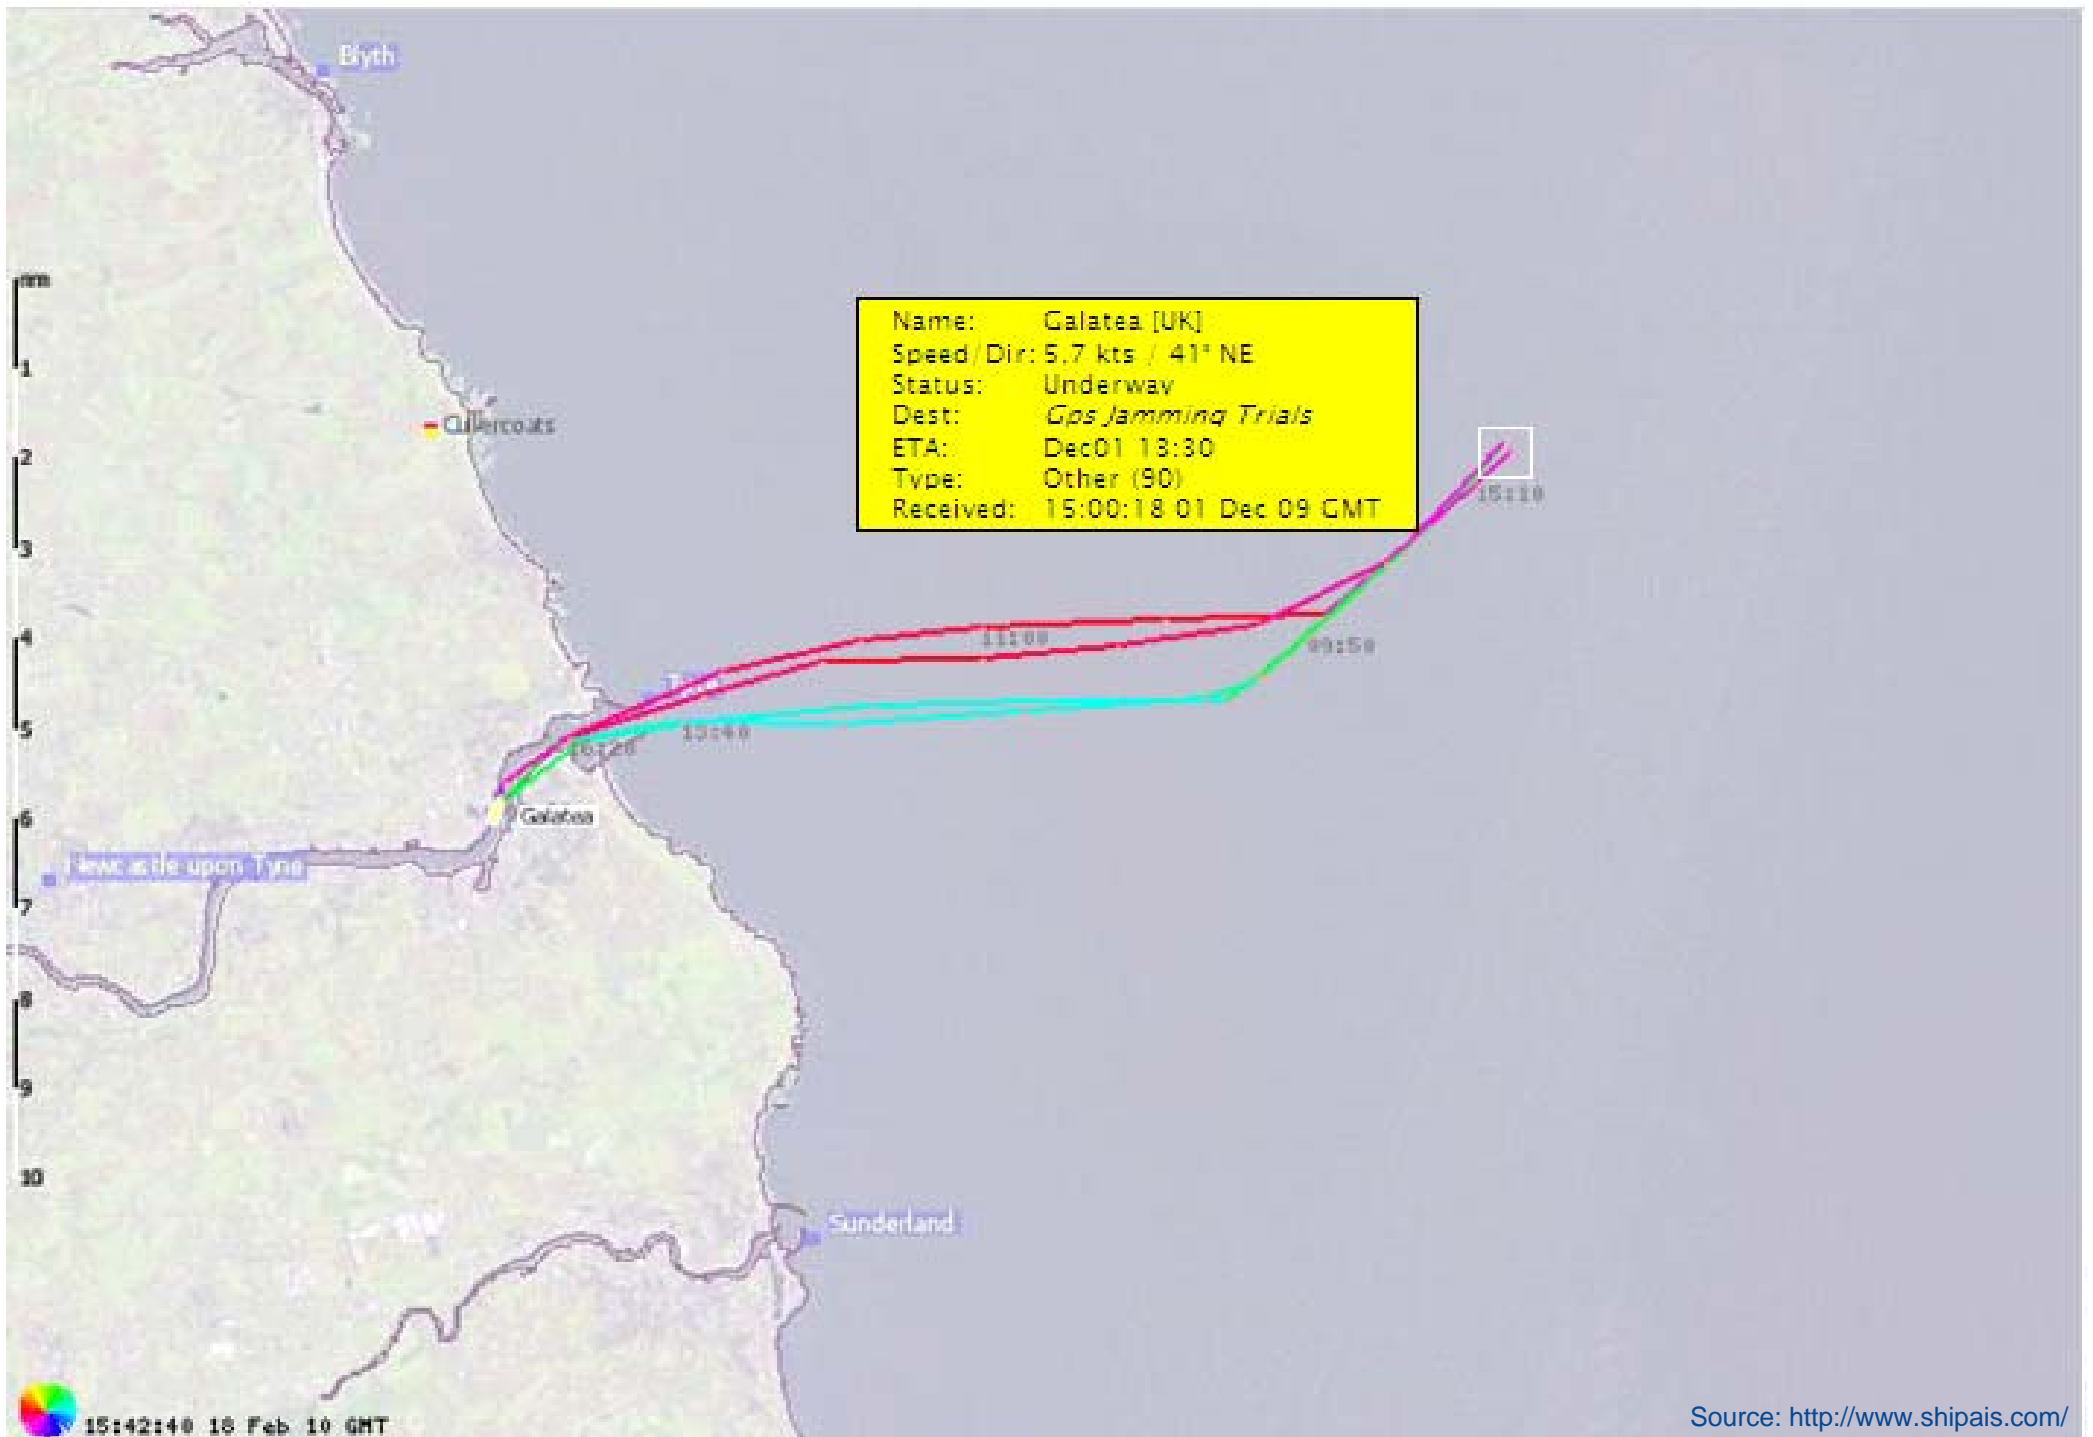 Blyth
nm
Name: Galatea [UK]
Speed/Dir: 5.7 kts / 41° NE
Status: Underway
Dest: Gps Jamming Trials
ETA: Dec01 13:30
Type: Other (90)
Received: 15:00:18 01 Dec 09 GMT
1
Cullercoats
2
15:10
3
4
11:00
09:50
5
13:40
16:20
6
Galatea
Newcastle upon Tyne
7
8
9
10
Sunderland
15:42:40 18 Feb 10 GMT
Source: http://www.shipais.com/